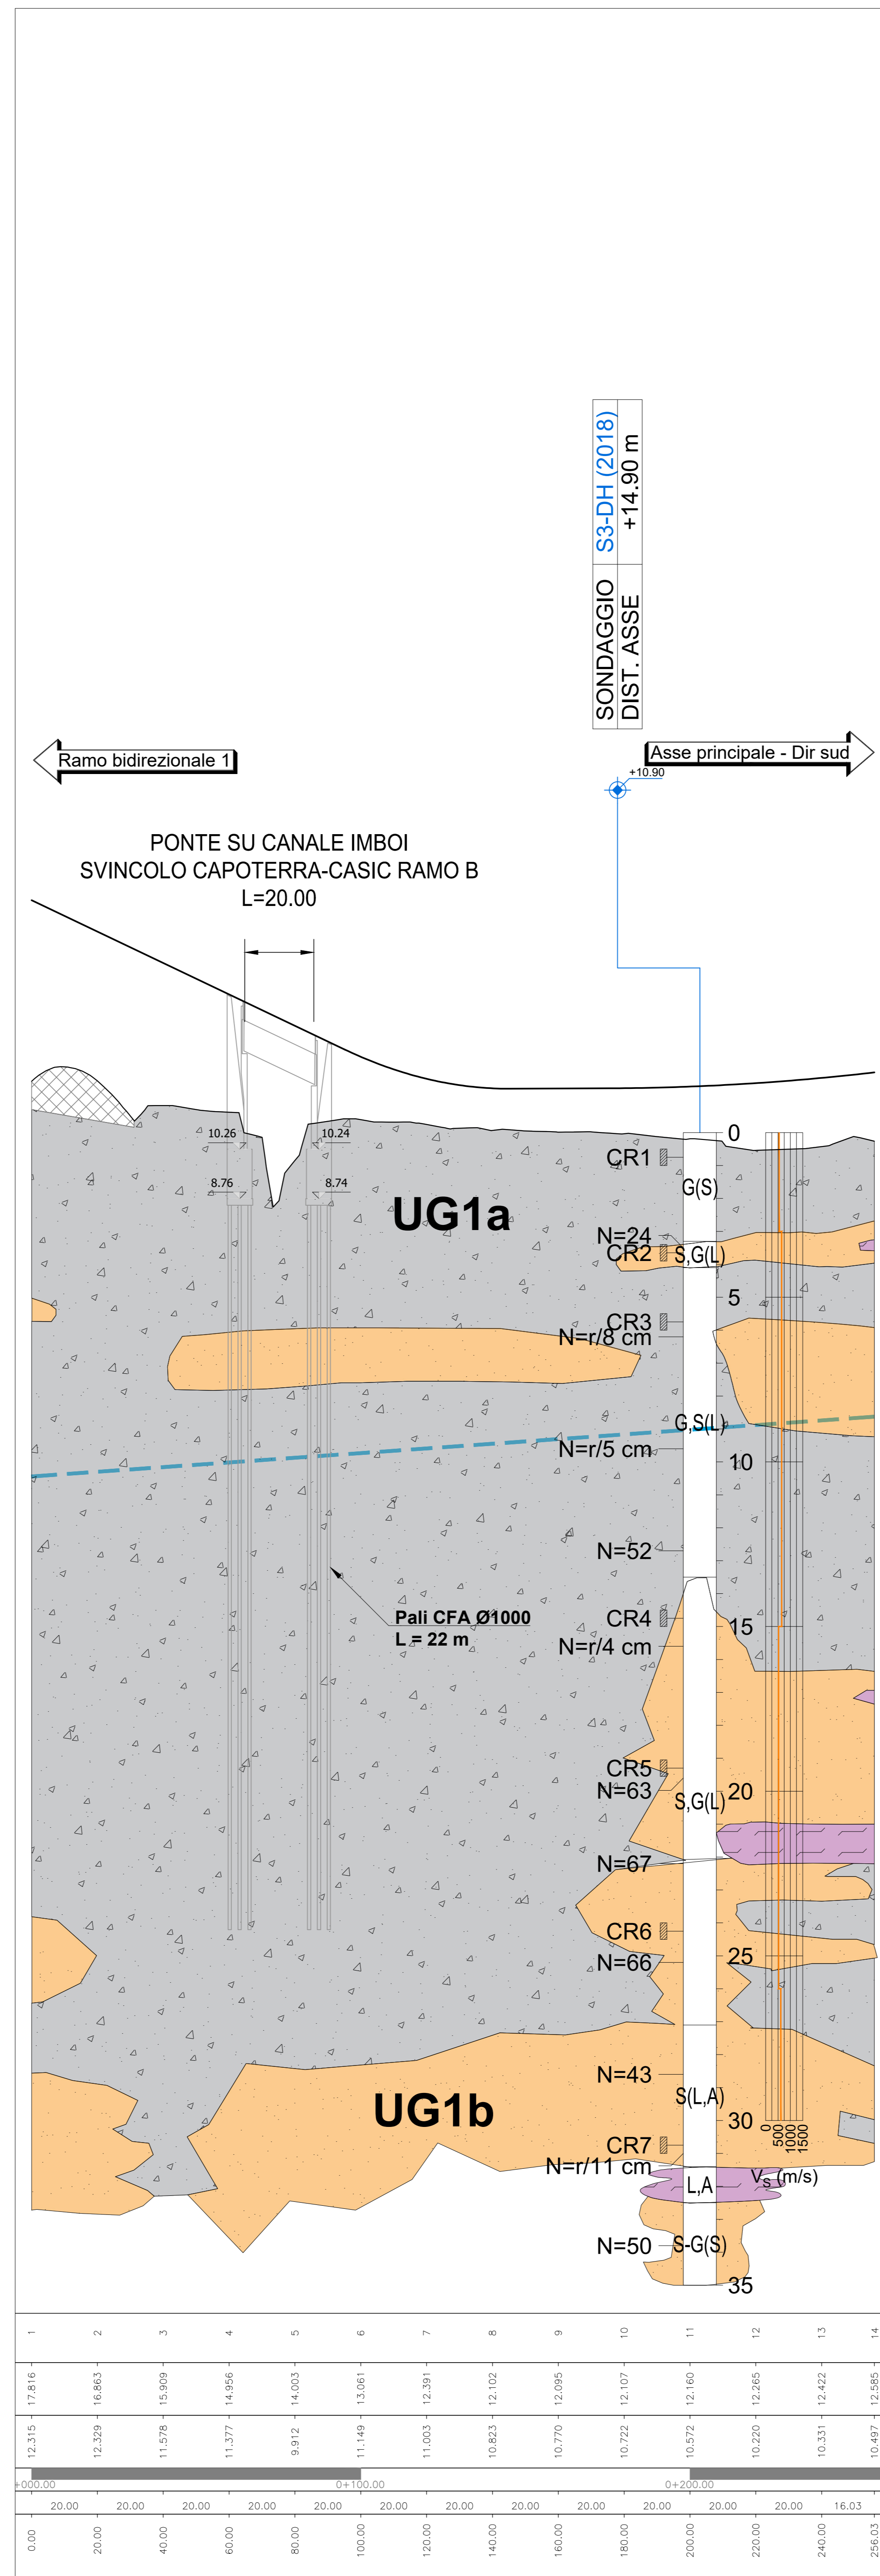 SONDAGGIO S3-DH (2018)
DIST. ASSE +14.90 m
Ramo bidirezionale 1
Asse principale - Dir sud
+10.90
PONTE SU CANALE IMBOI
SVINCOLO CAPOTERRA-CASIC RAMO B
L=20.00
10.26
10.24
8.76
8.74
UG1a
0
CR1
G(S)
N=24
CR2
S,G(L)
5
CR3
N=r/8 cm
G,S(L)
N=r/5 cm
10
N=52
Pali CFA Ø1000
L = 22 m
CR4
15
N=r/4 cm
CR5
N=63
20
S,G(L)
N=67
CR6
25
N=66
N=43
S(L,A)
UG1b
30
0
500
1000
1500
CR7
N=r/11 cm
Vs (m/s)
L,A
N=50
S-G(S)
35
1 2 3 4 5 6 7 8 9 10 11 12 13 14
17.816 16.863 15.909 14.956 14.003 13.061 12.391 12.102 12.095 12.107 12.160 12.265 12.422 12.585
12.315 12.329 11.578 11.377 9.912 11.149 11.003 10.823 10.770 10.722 10.572 10.220 10.331 10.497
+000.00 0+100.00 0+200.00
20.00 20.00 20.00 20.00 20.00 20.00 20.00 20.00 20.00 20.00 20.00 20.00 16.03
0.00 20.00 40.00 60.00 80.00 100.00 120.00 140.00 160.00 180.00 200.00 220.00 240.00 256.03